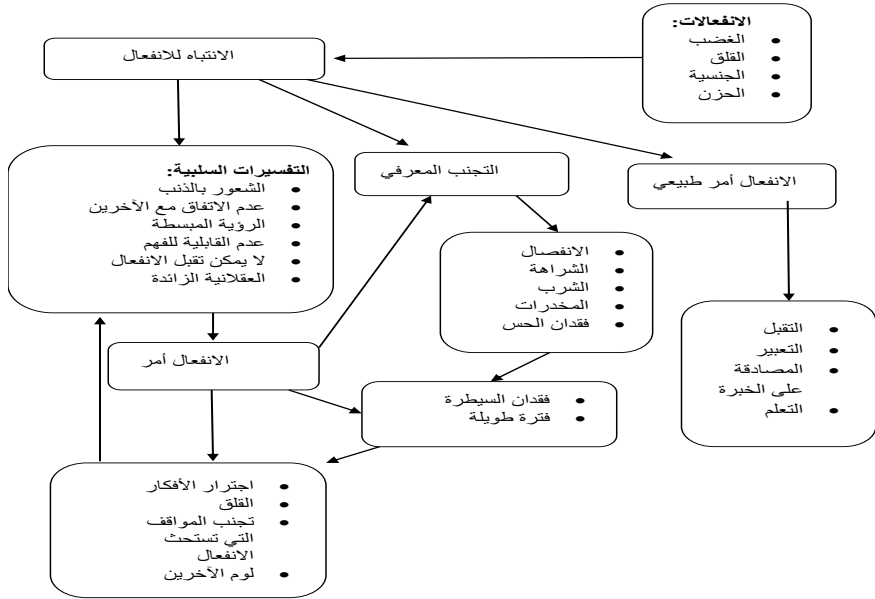 الانفعالات:
الغضب
القلق
الجنسية
الحزن
الانتباه للانفعال
الانفعال أمر طبيعي
التجنب المعرفي
التفسيرات السلبية:
الشعور بالذنب
عدم الاتفاق مع الآخرين
الرؤية المبسطة
عدم القابلية للفهم
لا يمكن تقبل الانفعال
العقلانية الزائدة
الانفصال
الشراهة
الشرب
المخدرات
فقدان الحس
التقبل
التعبير
المصادقة
على الخبرة
التعلم
الانفعال أمر
فقدان السيطرة
فترة طويلة
اجترار الأفكار
القلق
تجنب المواقف
التي تستحث
الانفعال
لوم الآخرين